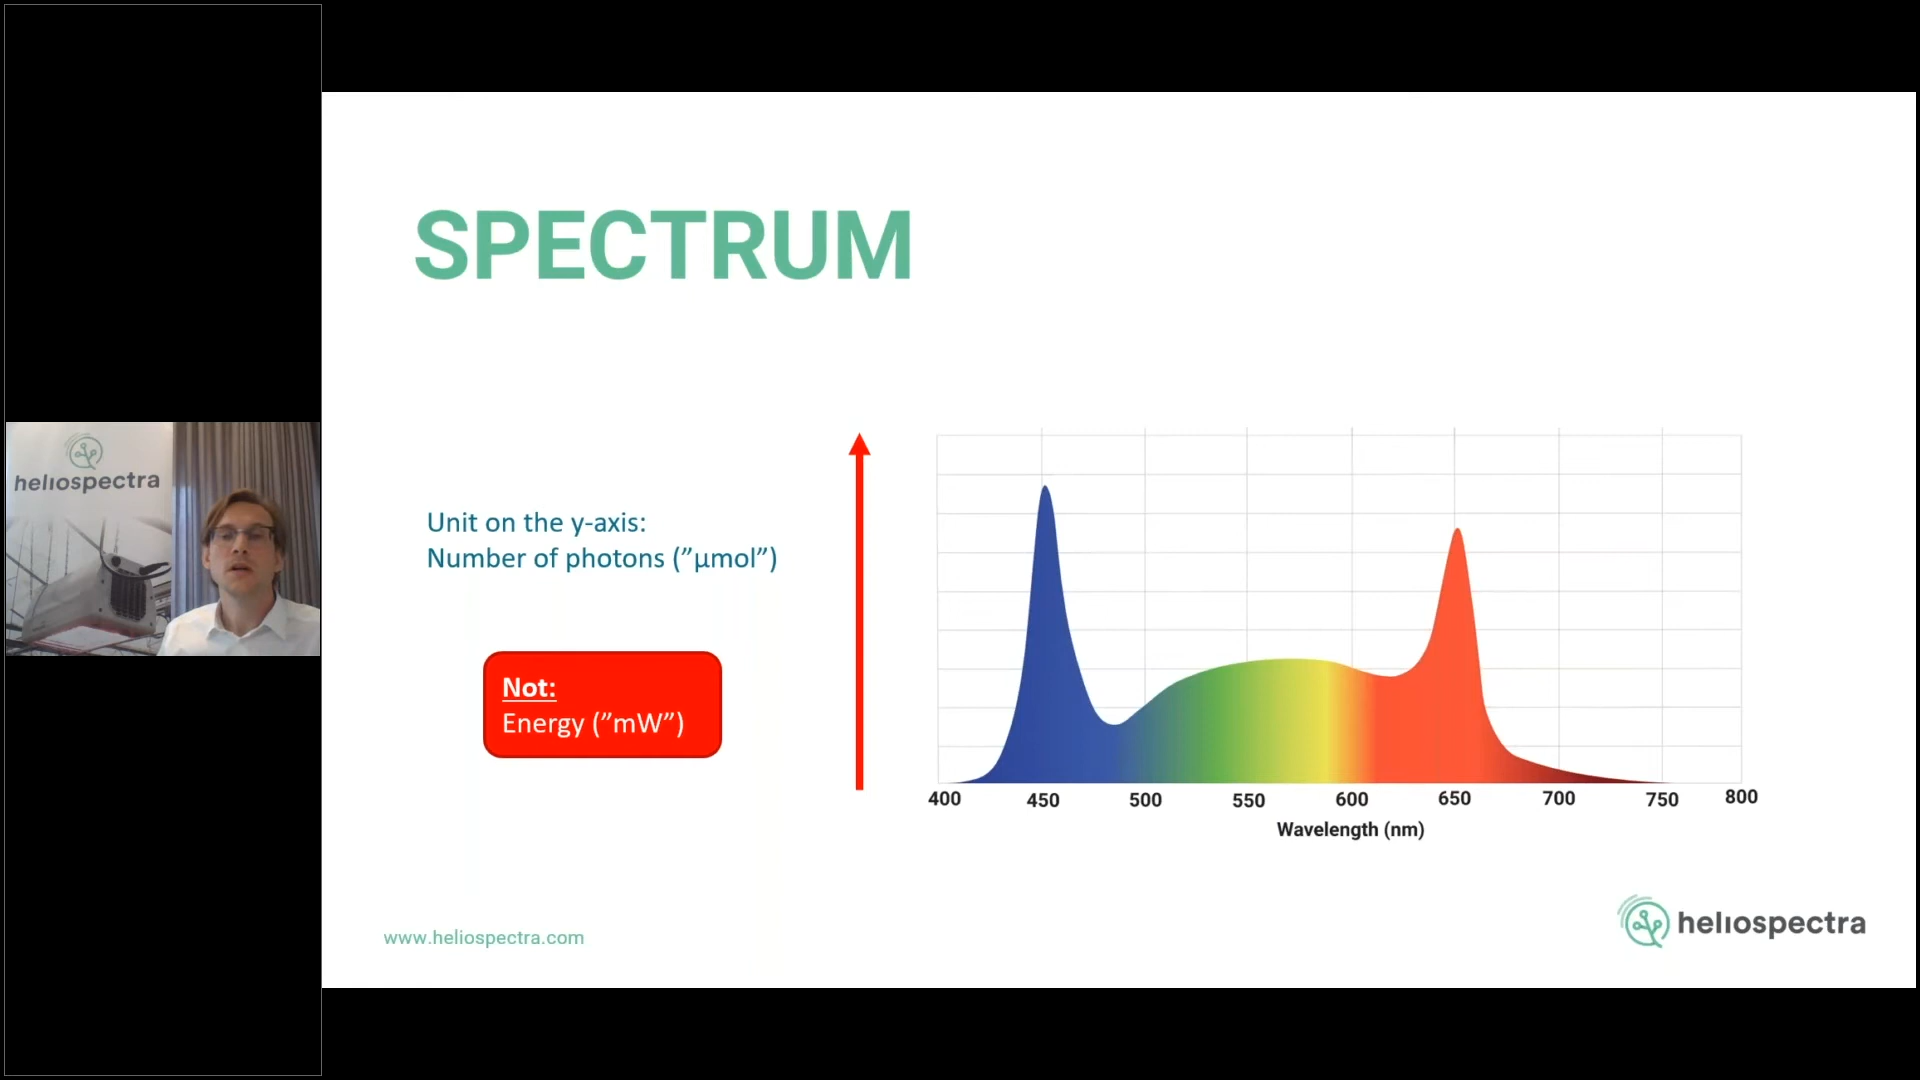 heliospectra
SPECTRUM
Unit on the y-axis:
Number of photons (”µmol”)
Not:
Energy (”mW”)
400 450 500 550 600 650 700 750 800
Wavelength (nm)
www.heliospectra.com
heliospectra